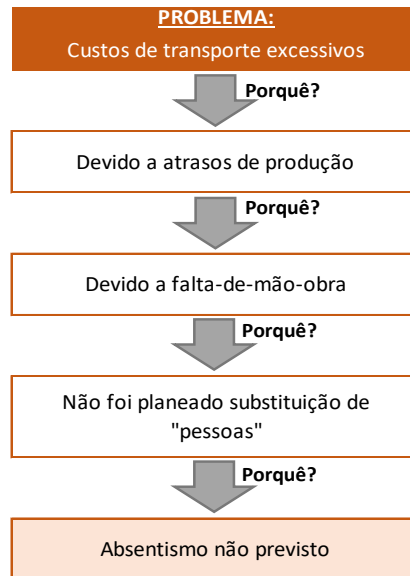 PROBLEMA:
Custos de transporte excessivos
Porquê?
Devido a atrasos de produção
Porquê?
Devido a falta-de-mão-obra
Porquê?
Não foi planeado substituição de
"pessoas"
Porquê?
Absentismo não previsto